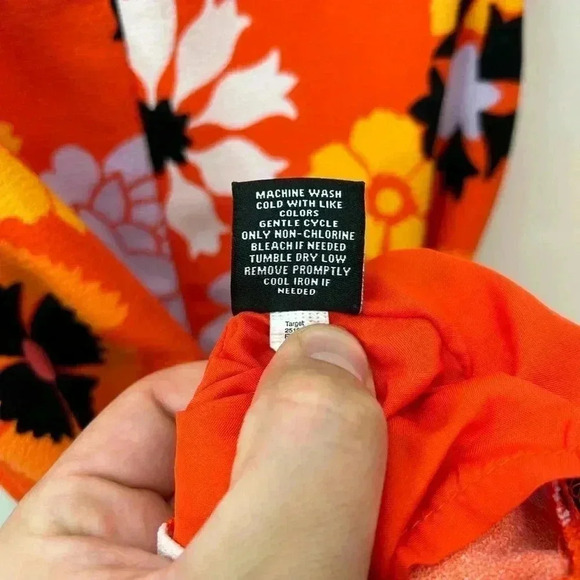 MACHINE WASH
COLD WITH LIKE
COLORS
GENTLE CYCLE
ONLY NON-CHLORINE
BLEACH IF NEEDED
TUMBLE DRY LOW
REMOVE PROMPTLY
COOL IRON IF
NEEDED
Target